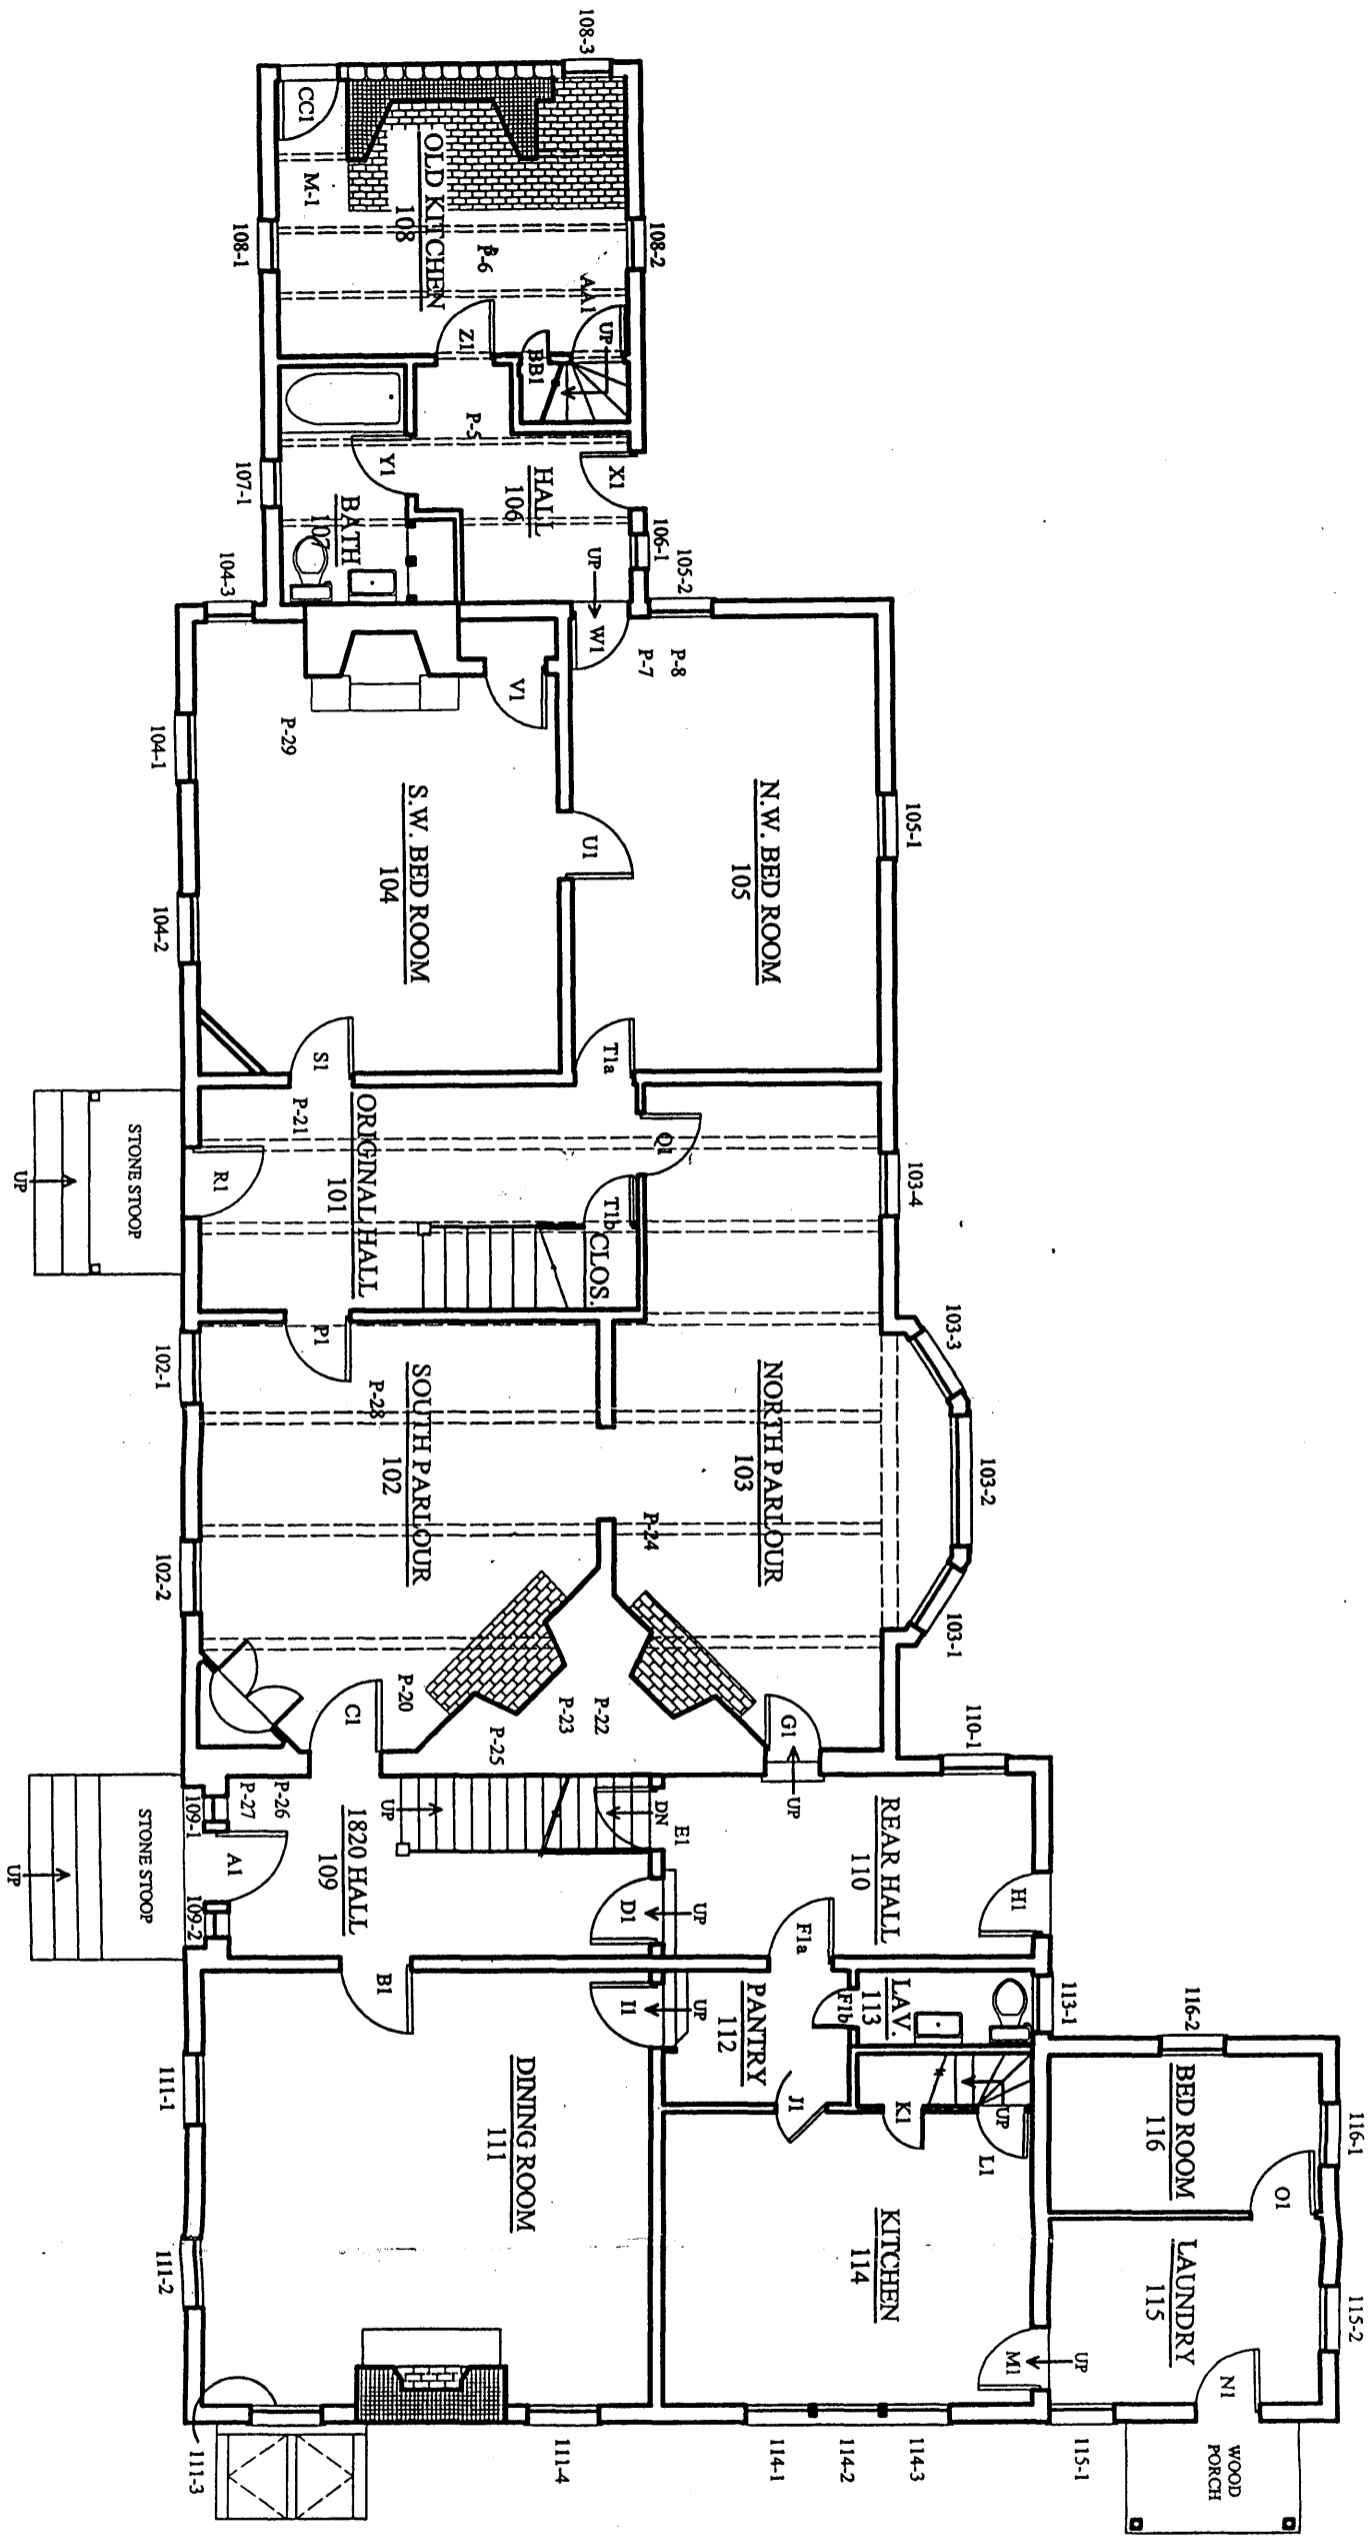 108-3
CC1
M-1
OLD KITCHEN
108
108-1
108-2
P-6
AA1
UP
BB1
Z1
P-5
Y1
X1
HALL
106
106-1
BATH
107
107-1
UP
W1
105-2
104-3
P-8
P-7
V1
P-29
104-1
S.W. BED ROOM
104
104-2
U1
N.W. BED ROOM
105
105-1
S1
T1a
P-21
ORIGINAL HALL
101
R1
STONE STOOP
UP
Q1
T1b
CLOS.
103-4
103-3
103-2
103-1
P1
102-1
P-28
SOUTH PARLOUR
102
102-2
NORTH PARLOUR
103
P-24
P-20
C1
P-25
P-23
P-22
G1
UP
110-1
P-27
P-26
109-1
A1
109-2
STONE STOOP
UP
1820 HALL
109
UP
DN
E1
D1
UP
REAR HALL
110
H1
F1a
B1
I1
UP
PANTRY
112
F1b
LAV.
113
113-1
J1
K1
UP
L1
111-1
DINING ROOM
111
111-2
111-3
111-4
KITCHEN
114
M1
UP
114-1
114-2
114-3
116-2
BED ROOM
116
116-1
O1
LAUNDRY
115
115-2
N1
115-1
WOOD
PORCH